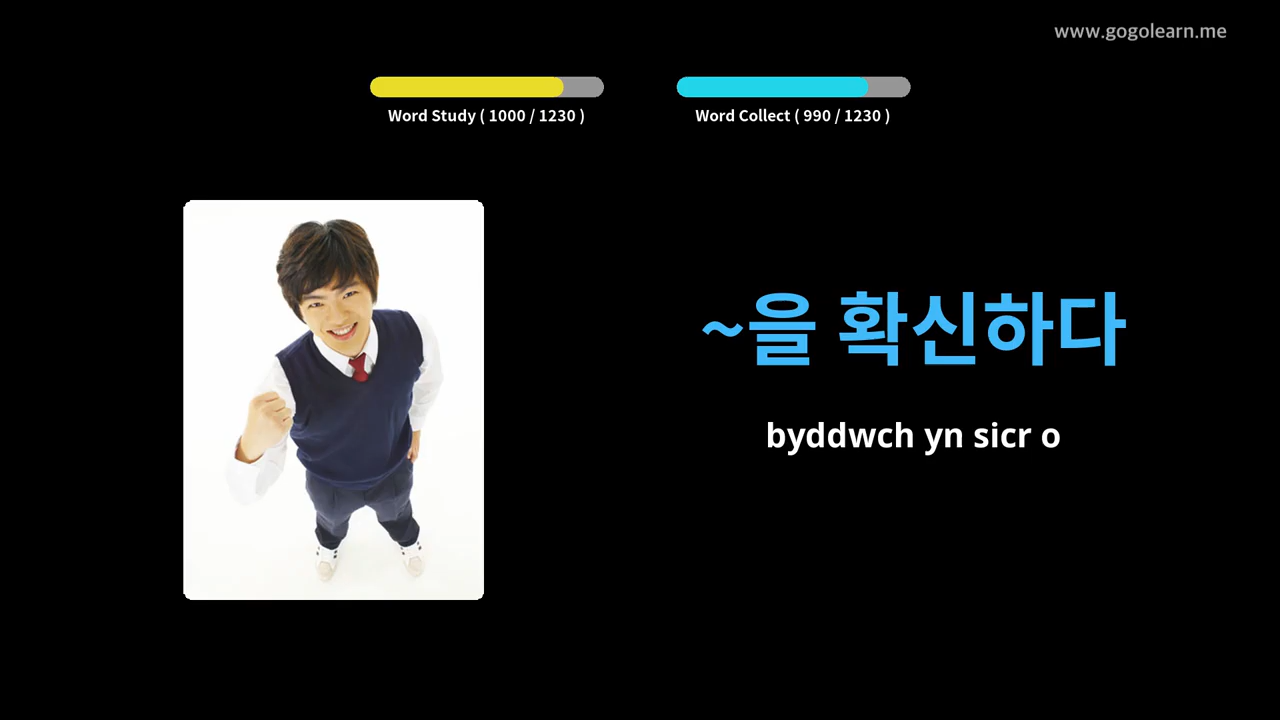 www.gogolearn.me
Word Study ( 1000 / 1230 )
Word Collect ( 990 / 1230 )
~을 확신하다
byddwch yn sicr o